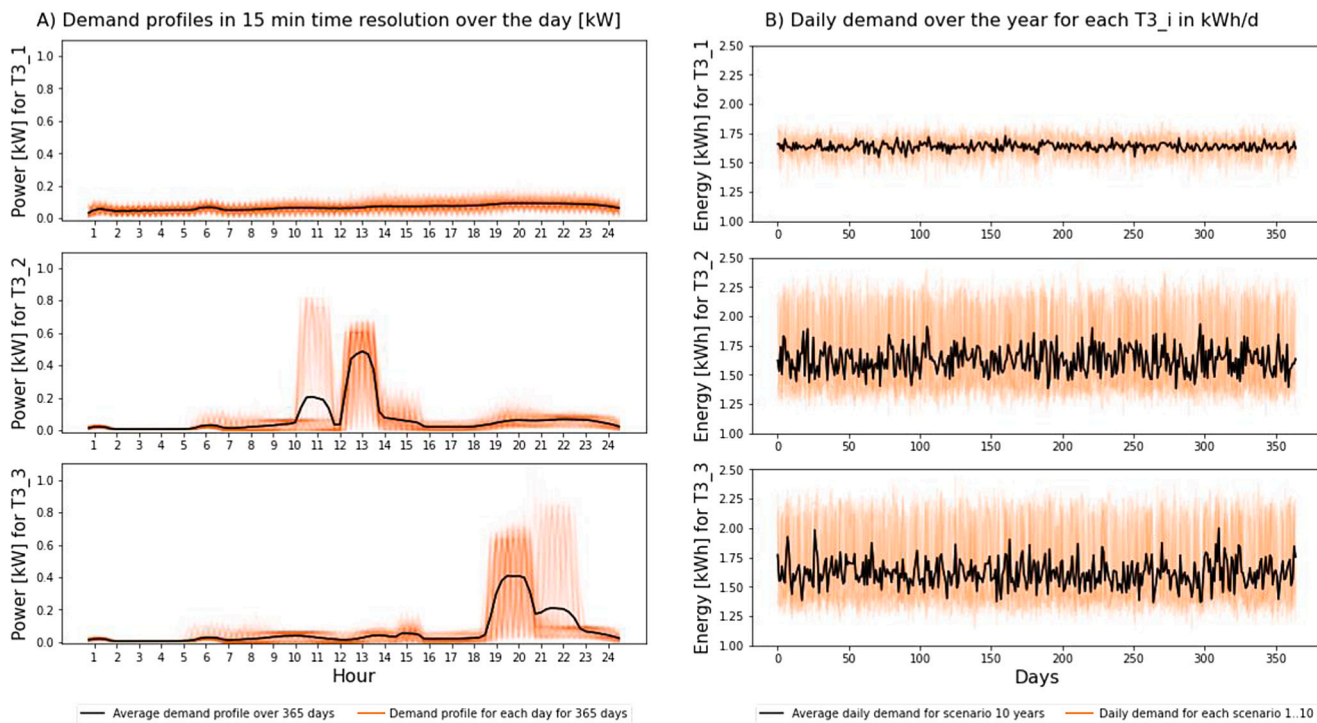 A) Demand profiles in 15 min time resolution over the day [kW]
B) Daily demand over the year for each T3_i in kWh/d
Power [kW] for T3_1
1.0
0.8
0.6
0.4
0.2
0.0
1 2 3 4 5 6 7 8 9 10 11 12 13 14 15 16 17 18 19 20 21 22 23 24
Energy [kWh] for T3_1
2.50
2.25
2.00
1.75
1.50
1.25
1.00
0 50 100 150 200 250 300 350
Power [kW] for T3_2
1.0
0.8
0.6
0.4
0.2
0.0
1 2 3 4 5 6 7 8 9 10 11 12 13 14 15 16 17 18 19 20 21 22 23 24
Energy [kWh] for T3_2
2.50
2.25
2.00
1.75
1.50
1.25
1.00
0 50 100 150 200 250 300 350
Power [kW] for T3_3
1.0
0.8
0.6
0.4
0.2
0.0
1 2 3 4 5 6 7 8 9 10 11 12 13 14 15 16 17 18 19 20 21 22 23 24
Hour
Energy [kWh] for T3_3
2.50
2.25
2.00
1.75
1.50
1.25
1.00
0 50 100 150 200 250 300 350
Days
Average demand profile over 365 days
Demand profile for each day for 365 days
Average daily demand for scenario 10 years
Daily demand for each scenario 1..10